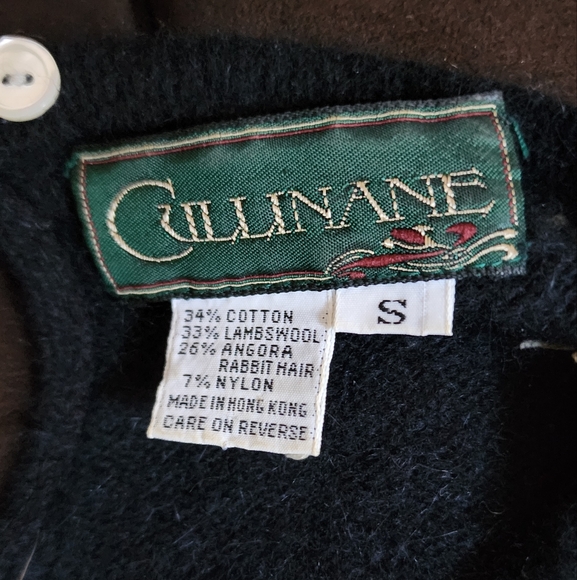 CULLINANE
S
34% COTTON
33% LAMBSWOOL
26% ANGORA
RABBIT HAIR
7% NYLON
MADE IN HONG KONG
CARE ON REVERSE